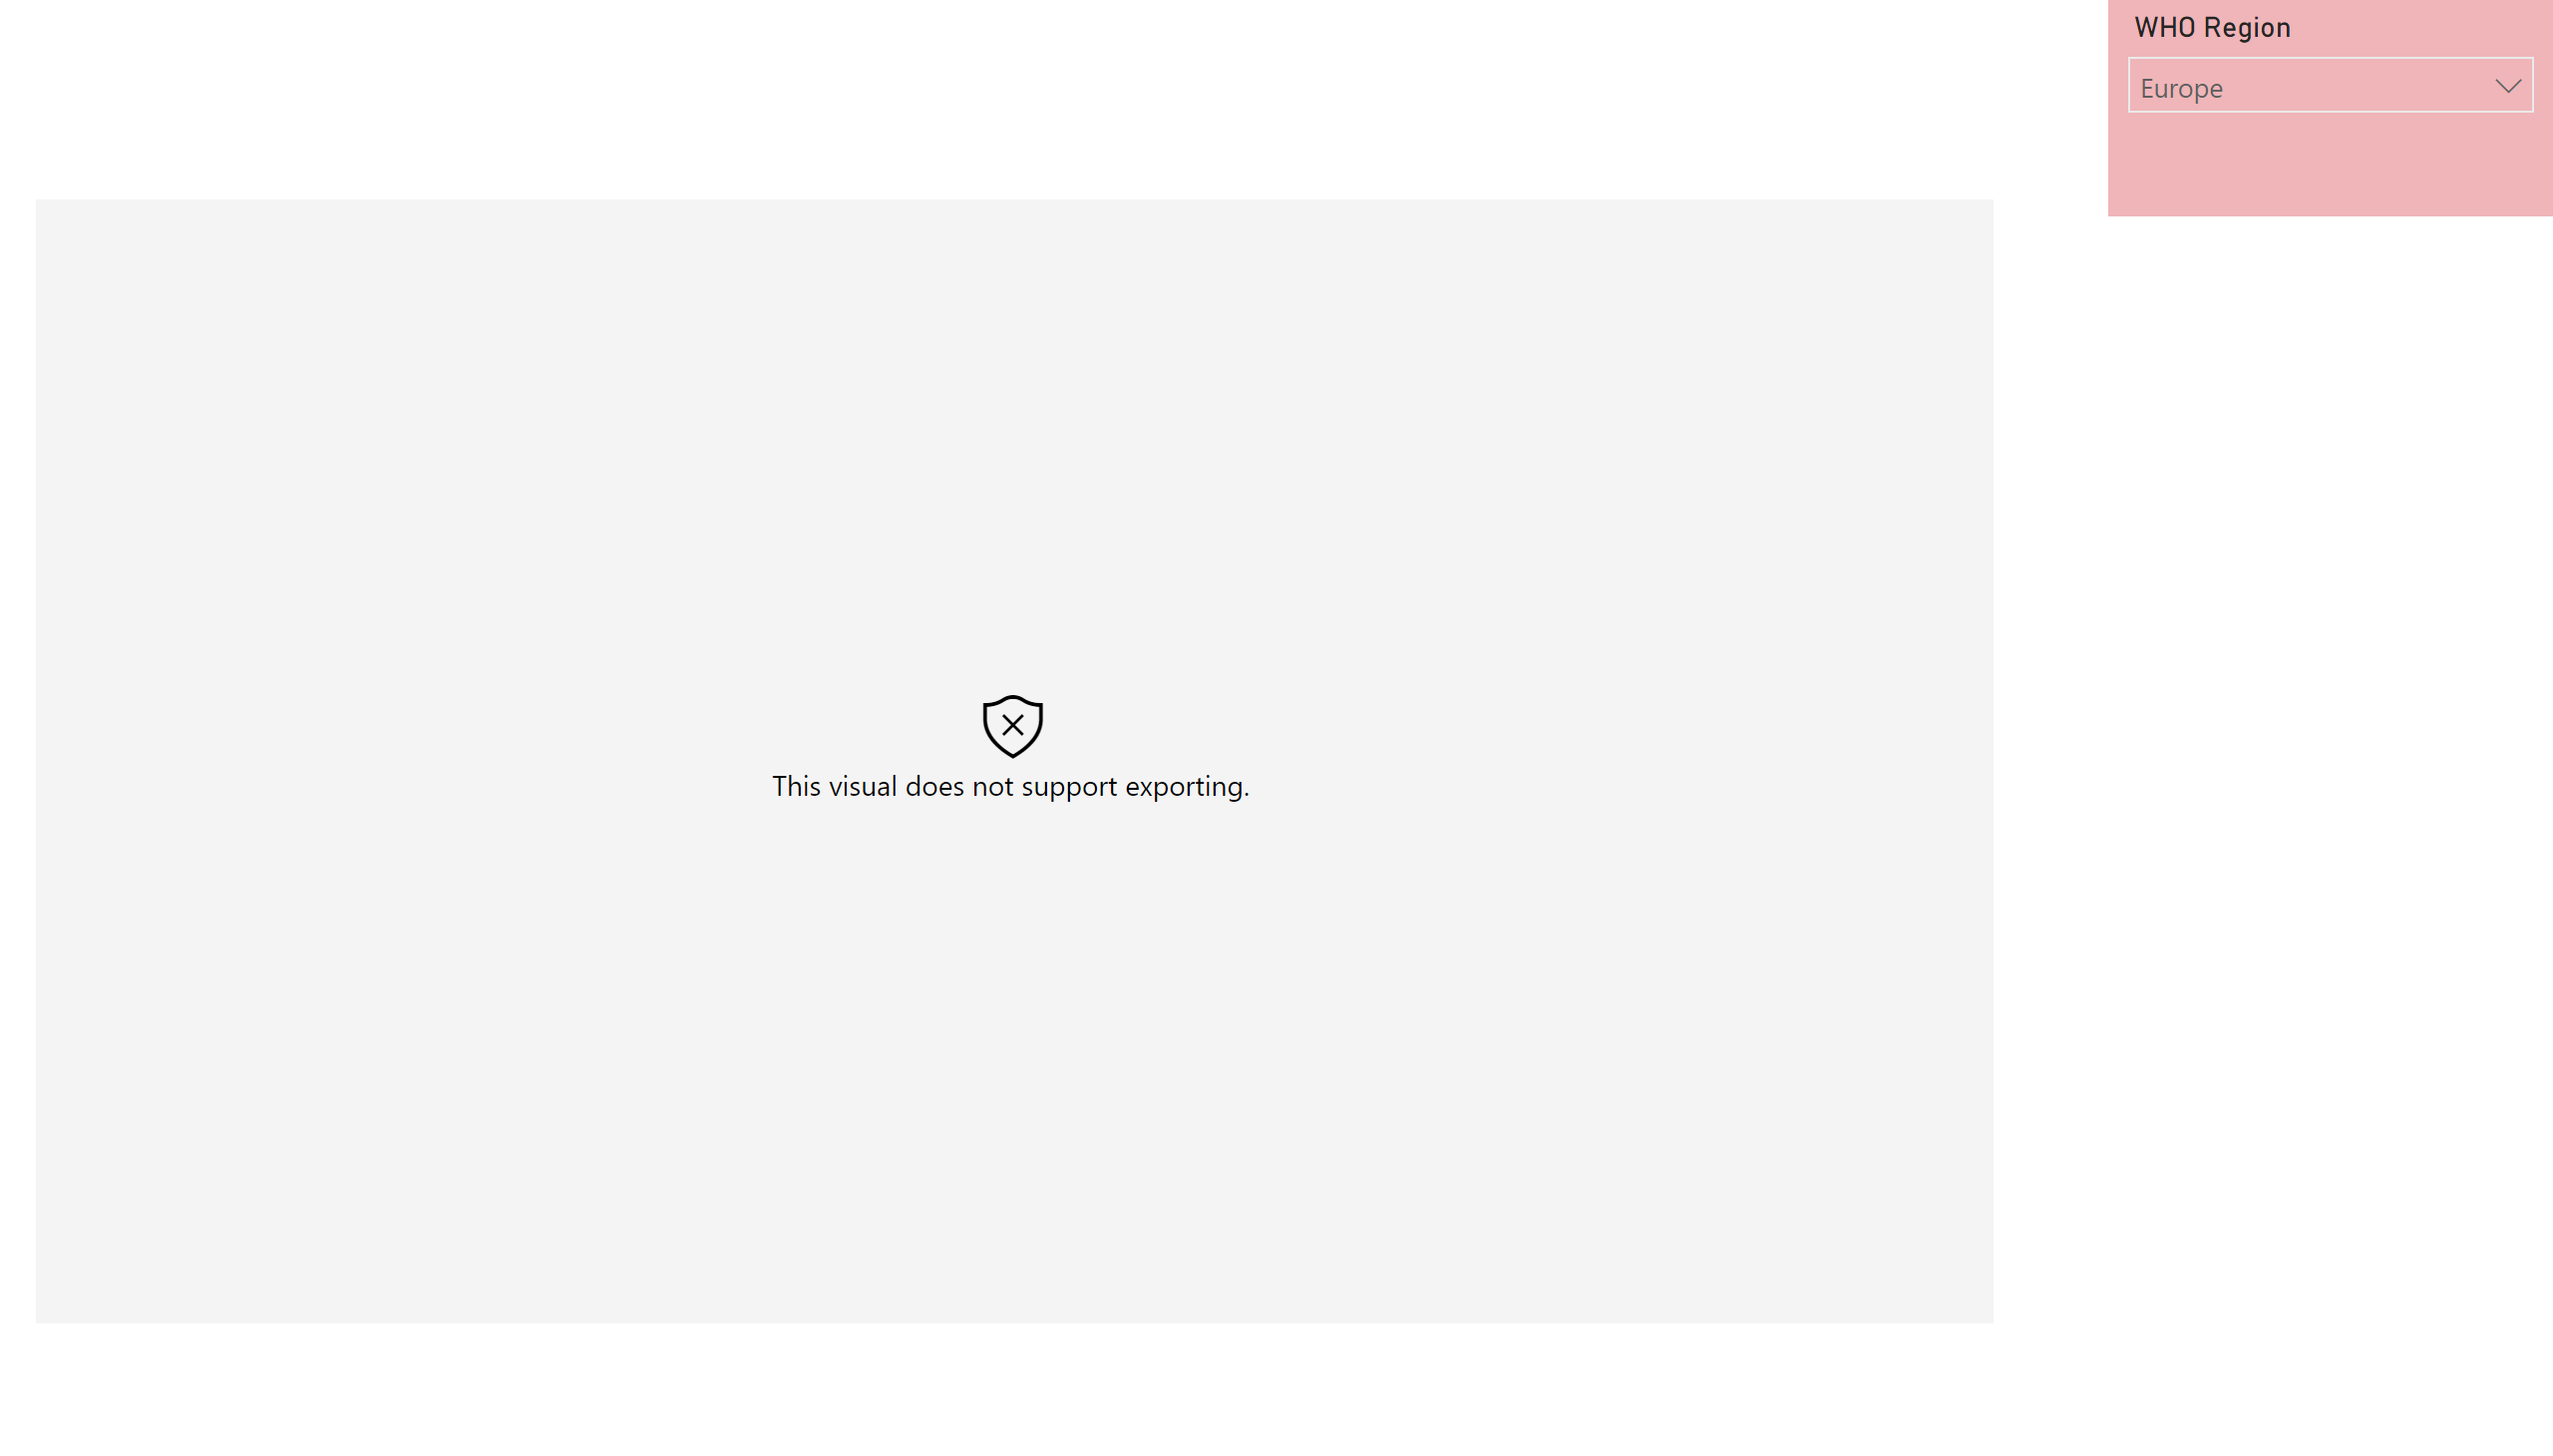 WHO Region
Europe
This visual does not support exporting.